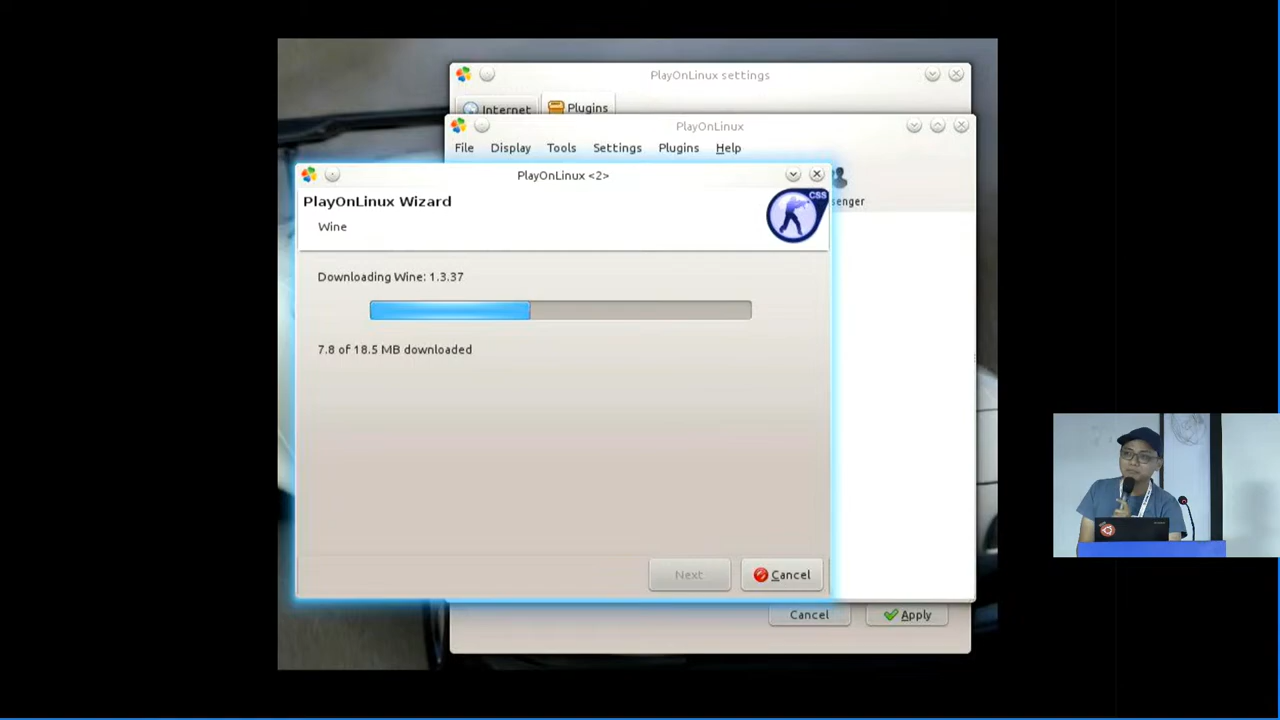 PlayOnLinux settings
Internet
Plugins
PlayOnLinux
File Display Tools Settings Plugins Help
senger
PlayOnLinux <2>
PlayOnLinux Wizard
CSS
Wine
Downloading Wine: 1.3.37
7.8 of 18.5 MB downloaded
Next
Cancel
Cancel
Apply